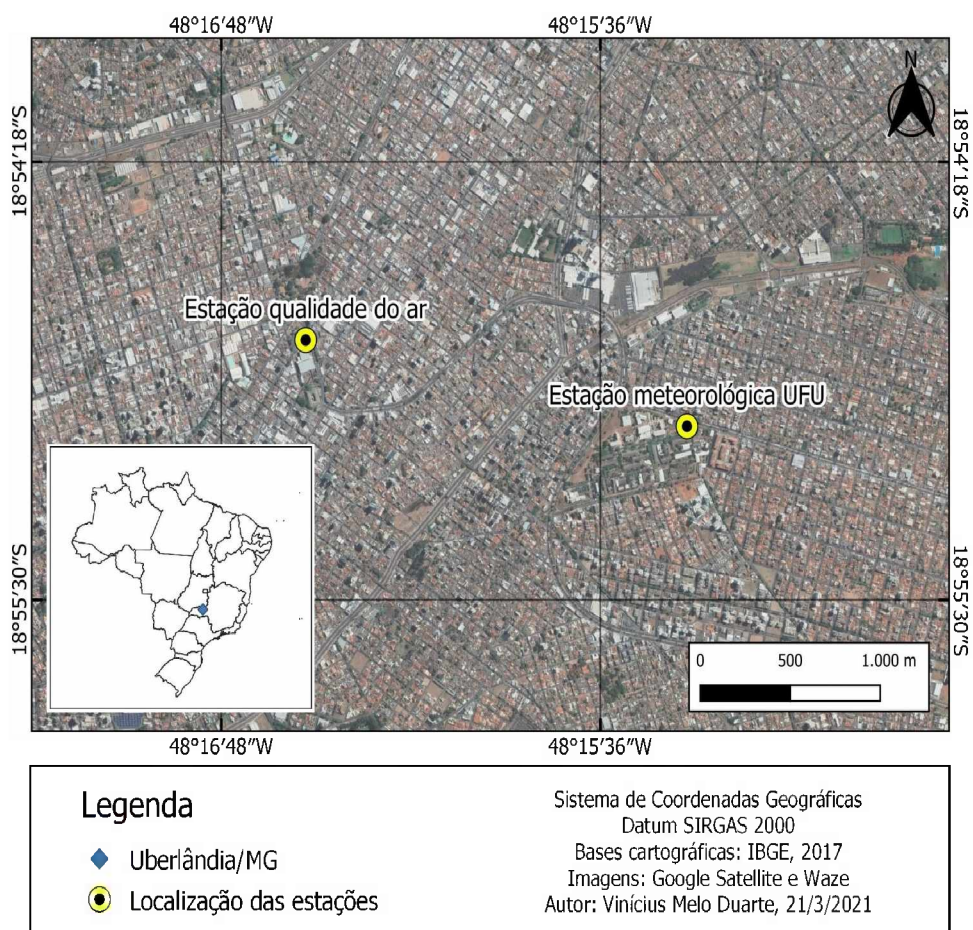 48°16′48″W
48°15′36″W
N
18°54′18″S
18°54′18″S
Estação qualidade do ar
Estação meteorológica UFU
18°55′30″S
18°55′30″S
0 500 1.000 m
48°16′48″W
48°15′36″W
Legenda
Uberlândia/MG
Localização das estações
Sistema de Coordenadas Geográficas
Datum SIRGAS 2000
Bases cartográficas: IBGE, 2017
Imagens: Google Satellite e Waze
Autor: Vinícius Melo Duarte, 21/3/2021